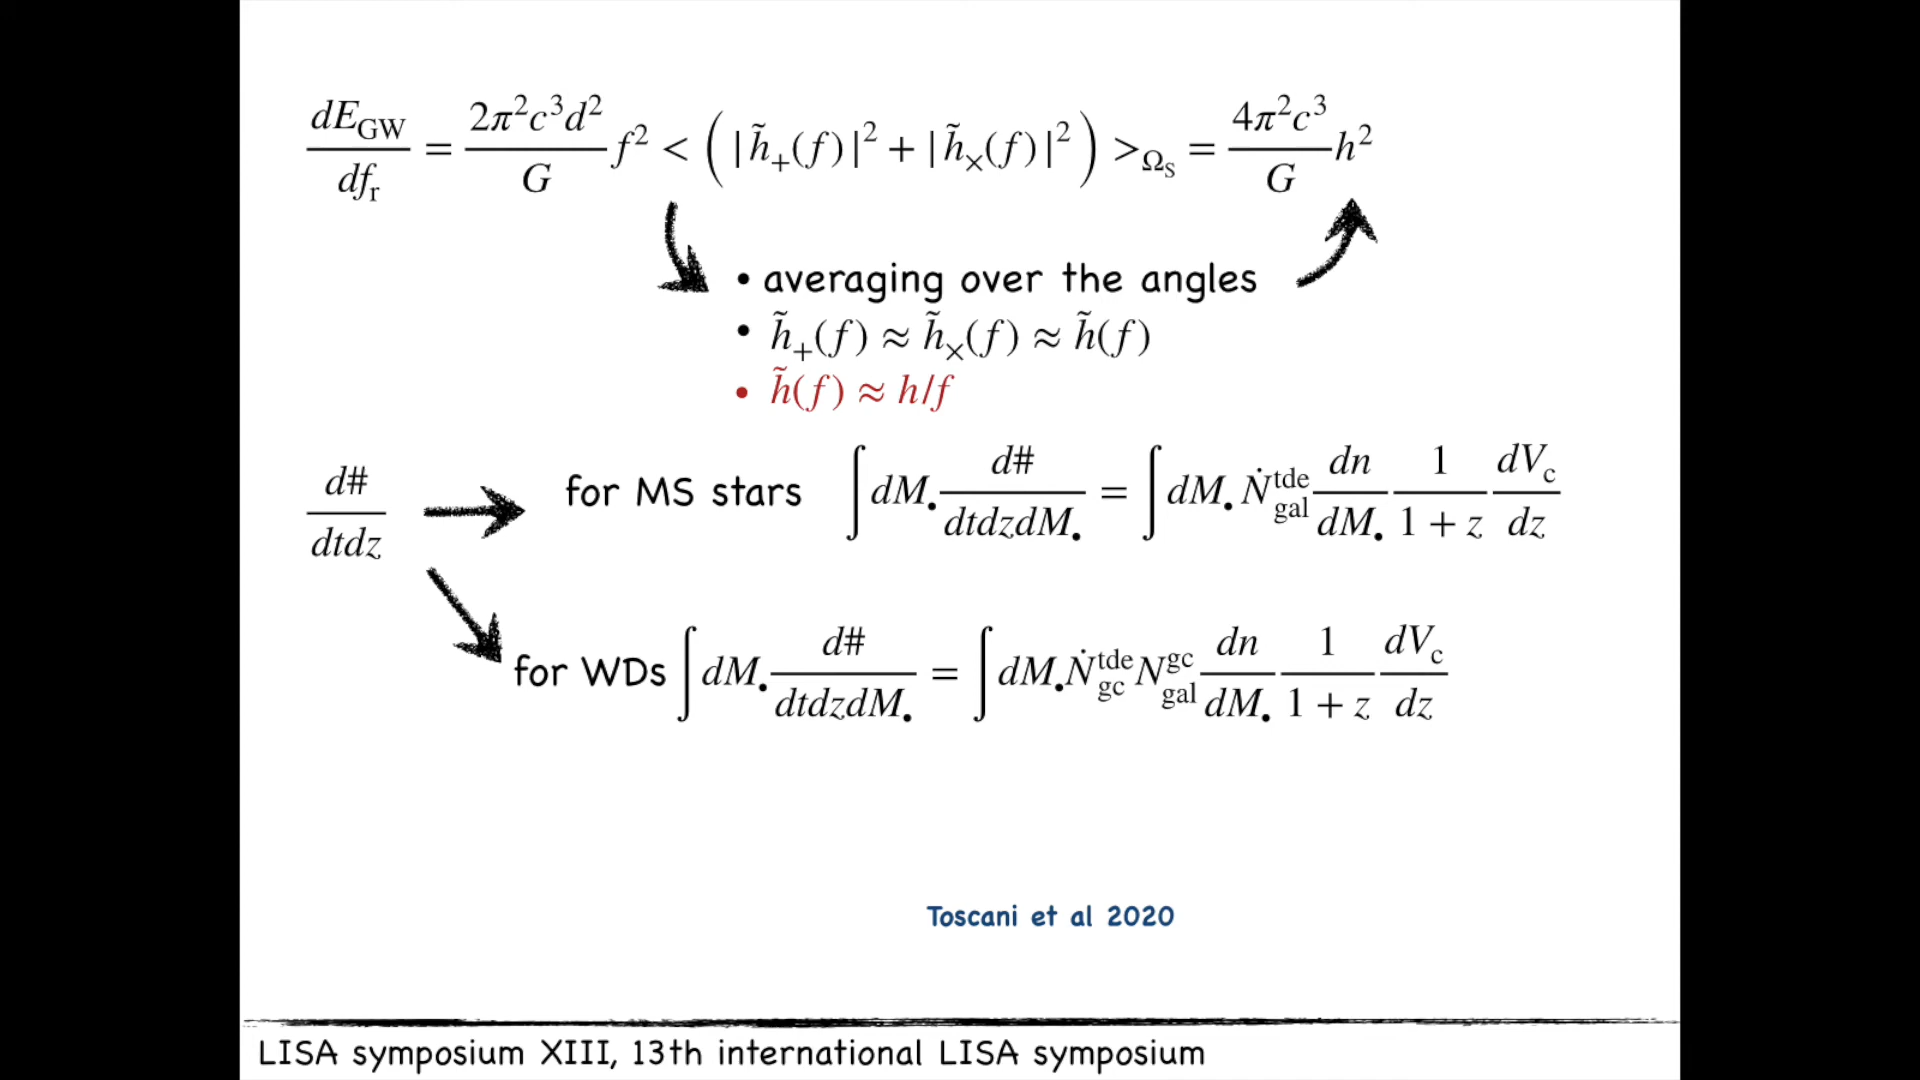 dE_GW/df_r = 2π²c³d²/G f² < ( |h̃₊(f)|² + |h̃ₓ(f)|² ) >_Ω_S = 4π²c³/G h²
• averaging over the angles
• h̃₊(f) ≈ h̃ₓ(f) ≈ h̃(f)
• h̃(f) ≈ h/f
d#/dtdz
for MS stars ∫ dM• d#/dtdzdM• = ∫ dM• Ṅ^tde_gal dn/dM• 1/1 + z dV_c/dz
for WDs ∫ dM• d#/dtdzdM• = ∫ dM• Ṅ^tde_gc N^gc_gal dn/dM• 1/1 + z dV_c/dz
Toscani et al 2020
LISA symposium XIII, 13th international LISA symposium